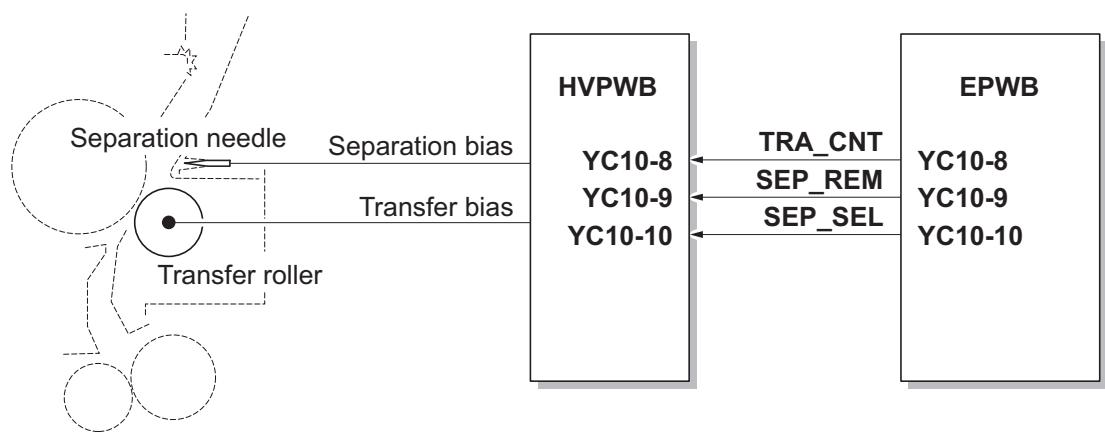 HVPWB
EPWB
Separation needle
Separation bias
TRA_CNT
YC10-8
YC10-8
SEP_REM
Transfer bias
YC10-9
YC10-9
SEP_SEL
YC10-10
YC10-10
Transfer roller